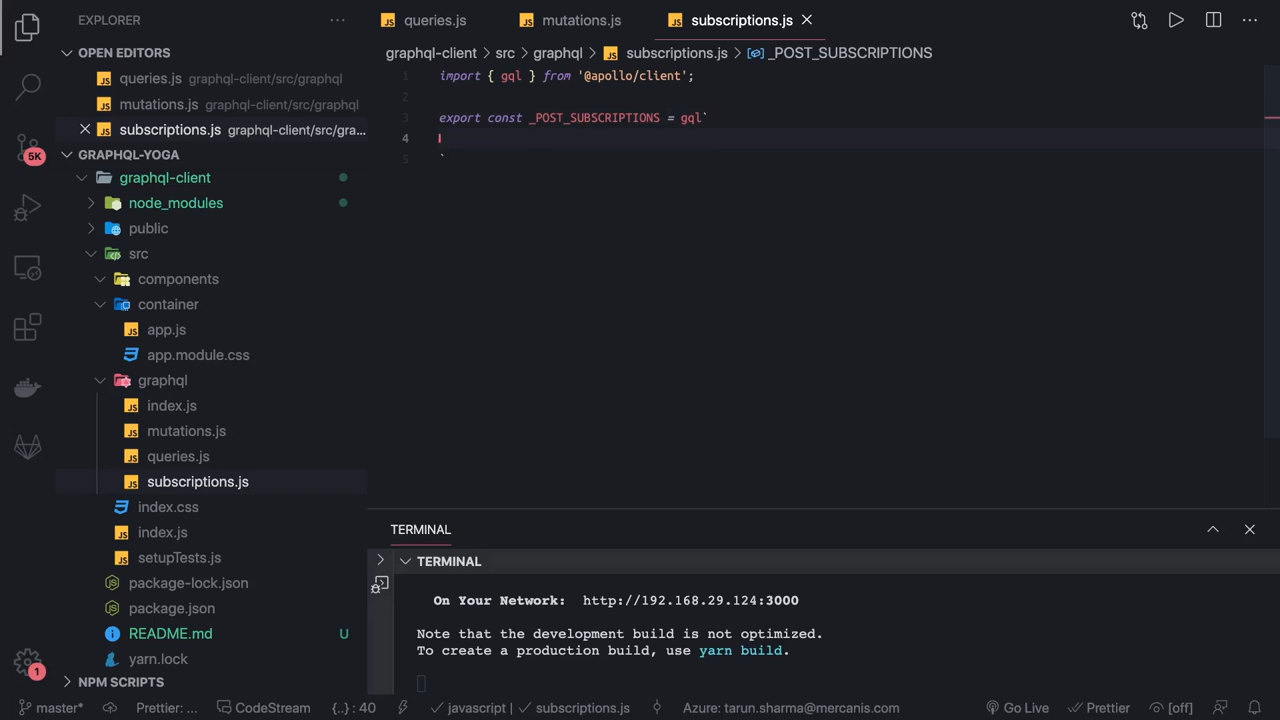 EXPLORER
OPEN EDITORS
queries.js graphql-client/src/graphql
mutations.js graphql-client/src/graphql
subscriptions.js graphql-client/src/gra...
GRAPHQL-YOGA
graphql-client
node_modules
public
src
components
container
app.js
app.module.css
graphql
index.js
mutations.js
queries.js
subscriptions.js
index.css
index.js
setupTests.js
package-lock.json
package.json
README.md U
yarn.lock
NPM SCRIPTS
5K
1
queries.js mutations.js subscriptions.js
graphql-client > src > graphql > subscriptions.js > _POST_SUBSCRIPTIONS
1 import { gql } from '@apollo/client';
2
3 export const _POST_SUBSCRIPTIONS = gql`
4
5 `
TERMINAL
TERMINAL
On Your Network: http://192.168.29.124:3000
Note that the development build is not optimized.
To create a production build, use yarn build.
master* Prettier: ... CodeStream {..} : 40 javascript | subscriptions.js Azure: tarun.sharma@mercanis.com Go Live Prettier [off]